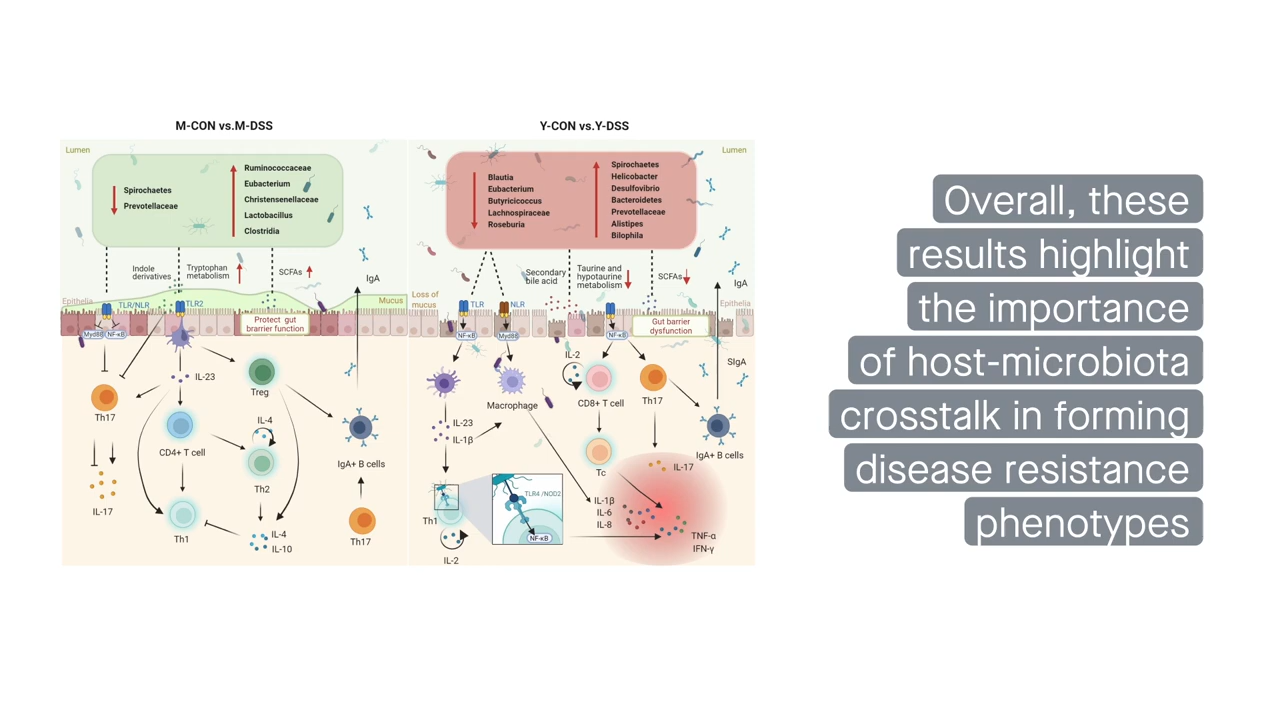 M-CON vs.M-DSS
Lumen
Spirochaetes
Prevotellaceae
Ruminococcaceae
Eubacterium
Christensenellaceae
Lactobacillus
Clostridia
Indole
derivatives
Tryptophan
metabolism
SCFAs
IgA
Epithelia
TLR/NLR
TLR2
Mucus
Myd88
NF-κB
Protect gut
brarrier function
IL-23
Treg
Th17
IL-4
CD4+ T cell
Th2
IgA+ B cells
IL-17
Th1
IL-4
IL-10
Th17
Y-CON vs.Y-DSS
Lumen
Blautia
Eubacterium
Butyricicoccus
Lachnospiraceae
Roseburia
Spirochaetes
Helicobacter
Desulfovibrio
Bacteroidetes
Prevotellaceae
Alistipes
Bilophila
Secondary
bile acid
Taurine and
hypotaurine
metabolism
SCFAs
IgA
Loss of
mucus
TLR
NLR
Epithelia
NF-κB
Myd88
NF-κB
Gut barrier
dysfunction
IL-2
SIgA
Macrophage
CD8+ T cell
Th17
IL-23
IL-1β
IgA+ B cells
Tc
IL-17
TLR4 /NOD2
NF-κB
Th1
IL-2
IL-1β
IL-6
IL-8
TNF-α
IFN-γ
Overall, these
results highlight
the importance
of host-microbiota
crosstalk in forming
disease resistance
phenotypes